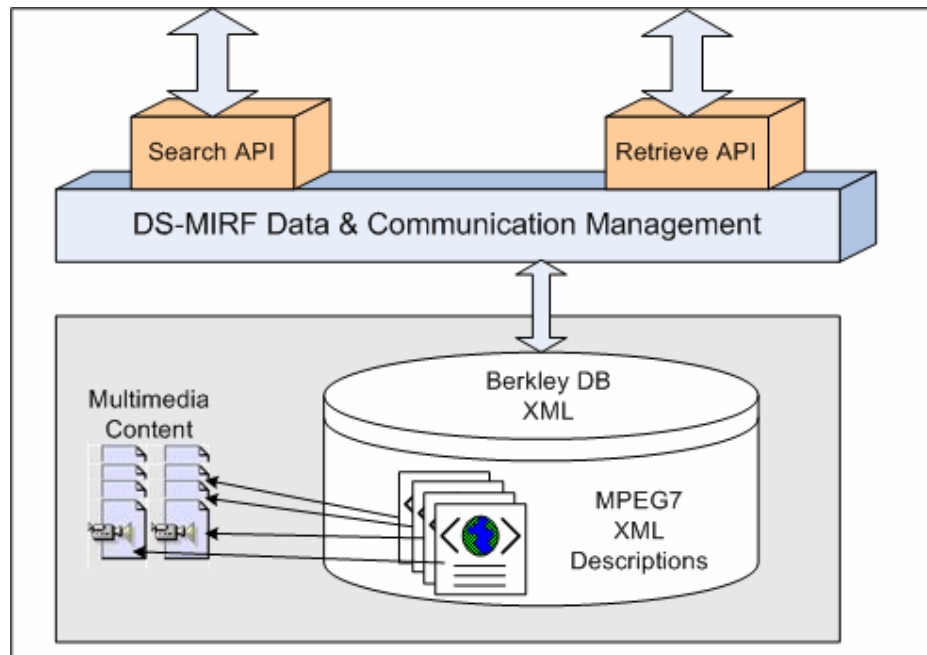 Search API
Retrieve API
DS-MIRF Data & Communication Management
Berkley DB
XML
Multimedia
Content
MPEG7
XML
Descriptions